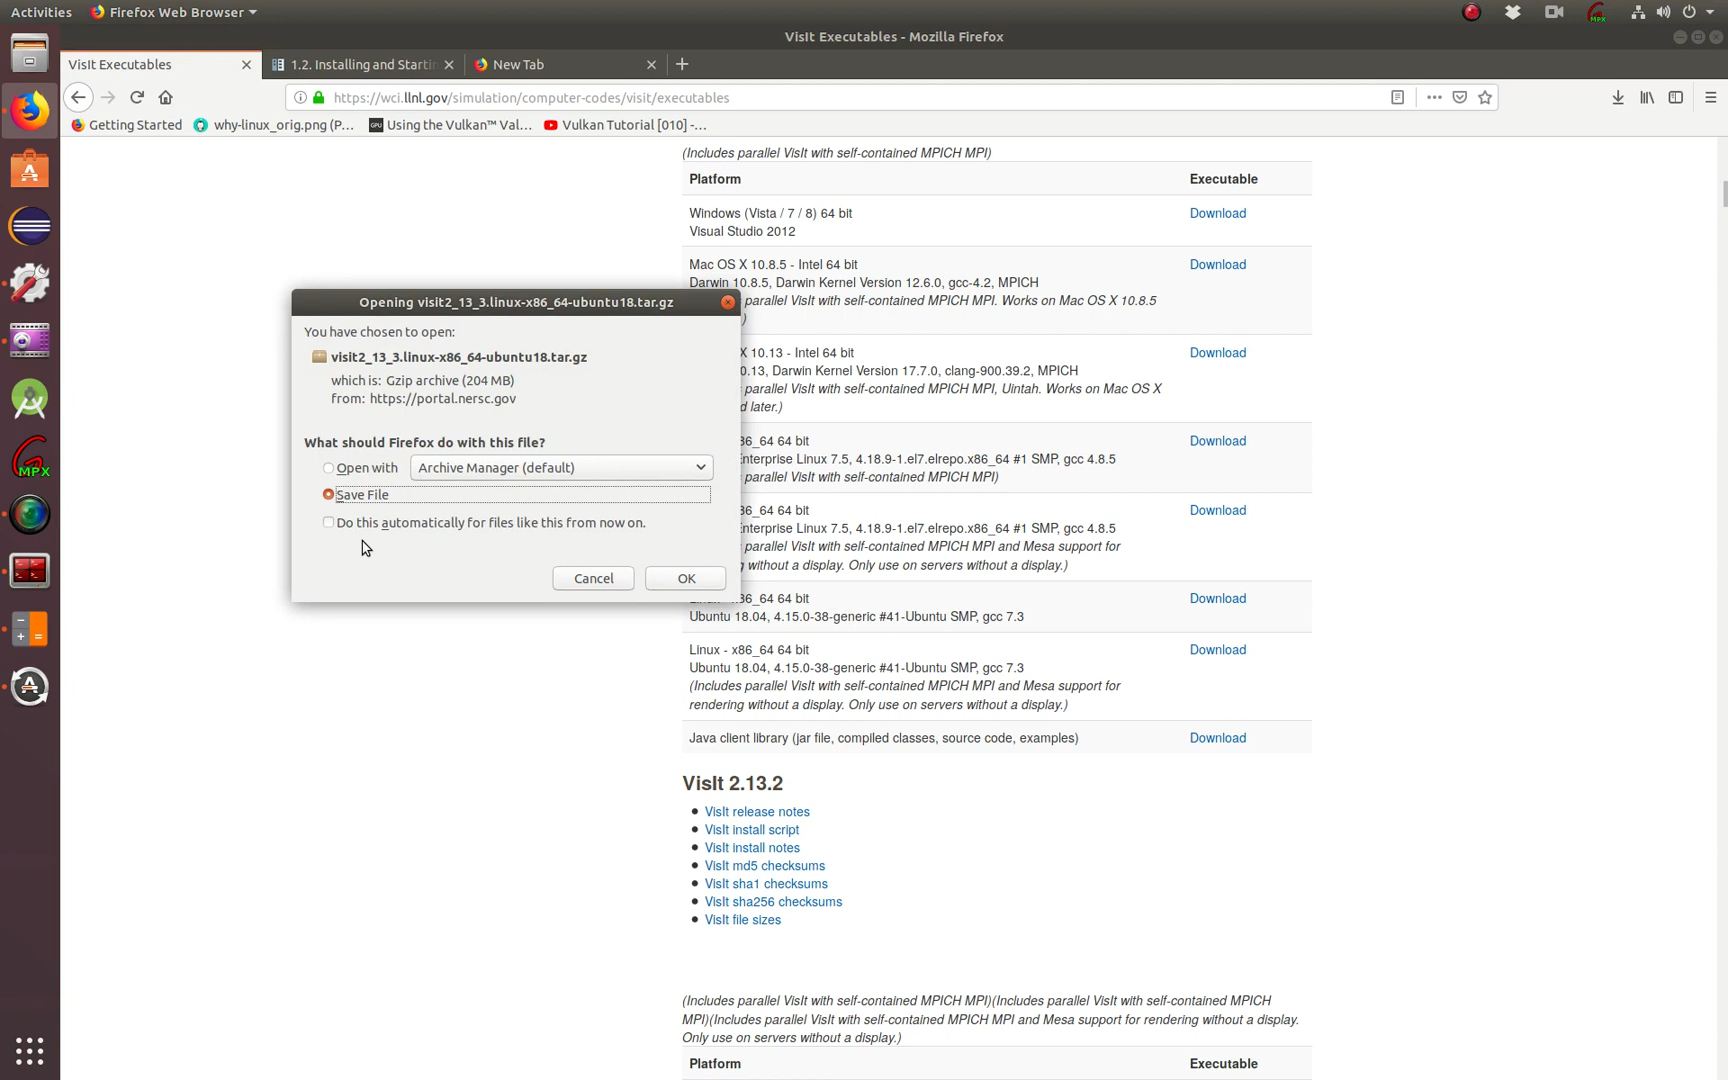 Activities Firefox Web Browser
VisIt Executables - Mozilla Firefox
VisIt Executables 1.2. Installing and Starti New Tab
https://wci.llnl.gov/simulation/computer-codes/visit/executables
Getting Started why-linux_orig.png (P... Using the Vulkan™ Val... Vulkan Tutorial [010] -...
(Includes parallel VisIt with self-contained MPICH MPI)
Platform Executable
Windows (Vista / 7 / 8) 64 bit Download
Visual Studio 2012
Mac OS X 10.8.5 - Intel 64 bit Download
Darwin 10.8.5, Darwin Kernel Version 12.6.0, gcc-4.2, MPICH
parallel VisIt with self-contained MPICH MPI. Works on Mac OS X 10.8.5
)
X 10.13 - Intel 64 bit Download
0.13, Darwin Kernel Version 17.7.0, clang-900.39.2, MPICH
parallel VisIt with self-contained MPICH MPI, Uintah. Works on Mac OS X
d later.)
36_64 64 bit Download
Enterprise Linux 7.5, 4.18.9-1.el7.elrepo.x86_64 #1 SMP, gcc 4.8.5
parallel VisIt with self-contained MPICH MPI)
36_64 64 bit Download
Enterprise Linux 7.5, 4.18.9-1.el7.elrepo.x86_64 #1 SMP, gcc 4.8.5
parallel VisIt with self-contained MPICH MPI and Mesa support for
g without a display. Only use on servers without a display.)
36_64 64 bit Download
Ubuntu 18.04, 4.15.0-38-generic #41-Ubuntu SMP, gcc 7.3
Linux - x86_64 64 bit Download
Ubuntu 18.04, 4.15.0-38-generic #41-Ubuntu SMP, gcc 7.3
(Includes parallel VisIt with self-contained MPICH MPI and Mesa support for
rendering without a display. Only use on servers without a display.)
Java client library (jar file, compiled classes, source code, examples) Download
VisIt 2.13.2
VisIt release notes
VisIt install script
VisIt install notes
VisIt md5 checksums
VisIt sha1 checksums
VisIt sha256 checksums
VisIt file sizes
(Includes parallel VisIt with self-contained MPICH MPI)(Includes parallel VisIt with self-contained MPICH
MPI)(Includes parallel VisIt with self-contained MPICH MPI and Mesa support for rendering without a display.
Only use on servers without a display.)
Platform Executable
Opening visit2_13_3.linux-x86_64-ubuntu18.tar.gz
You have chosen to open:
visit2_13_3.linux-x86_64-ubuntu18.tar.gz
which is: Gzip archive (204 MB)
from: https://portal.nersc.gov
What should Firefox do with this file?
Open with Archive Manager (default)
Save File
Do this automatically for files like this from now on.
Cancel OK
MPX